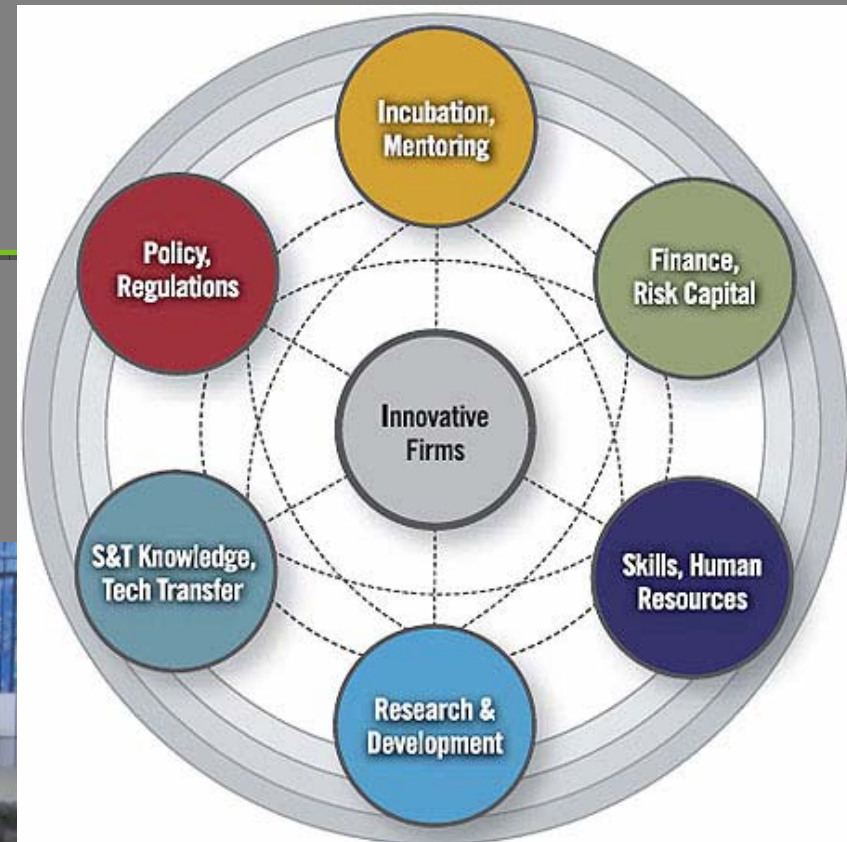 Incubation,
Mentoring
Policy,
Regulations
Finance,
Risk Capital
Innovative
Firms
S&T Knowledge,
Tech Transfer
Skills, Human
Resources
Research &
Development